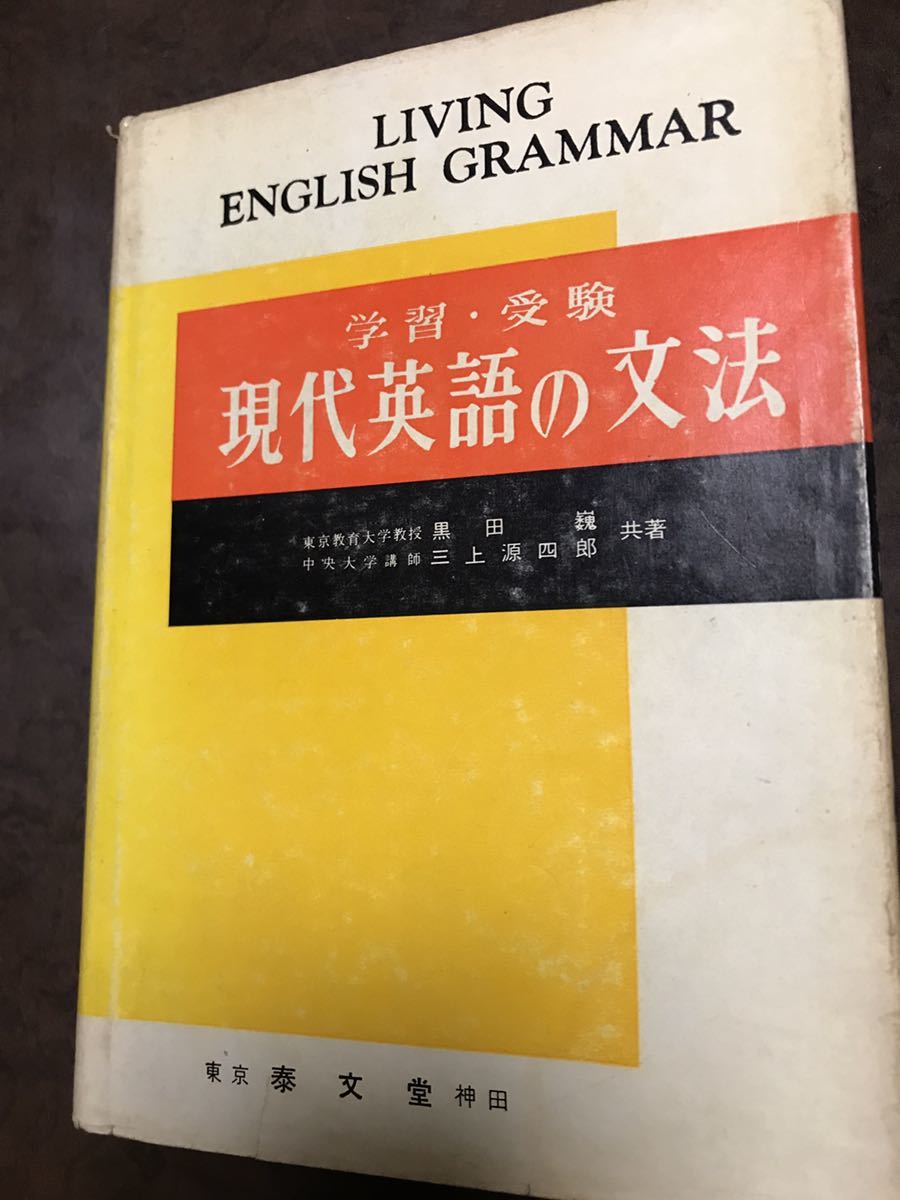 LIVING
ENGLISH GRAMMAR
学習・受験
現代英語の文法
東京教育大学教授 黒田 巍 共著
中央大学講師 三上源四郎
東京 泰文堂 神田